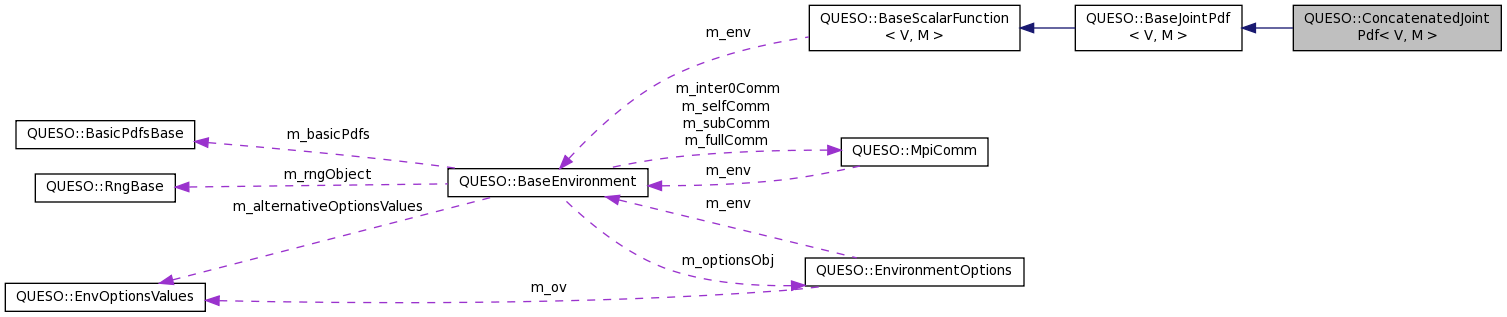 QUESO::BaseScalarFunction
< V, M >
QUESO::BaseJointPdf
< V, M >
QUESO::ConcatenatedJoint
Pdf< V, M >
m_env
m_inter0Comm
m_selfComm
m_subComm
m_fullComm
QUESO::BasicPdfsBase
m_basicPdfs
QUESO::MpiComm
QUESO::RngBase
m_rngObject
QUESO::BaseEnvironment
m_env
m_alternativeOptionsValues
m_env
m_optionsObj
QUESO::EnvironmentOptions
QUESO::EnvOptionsValues
m_ov